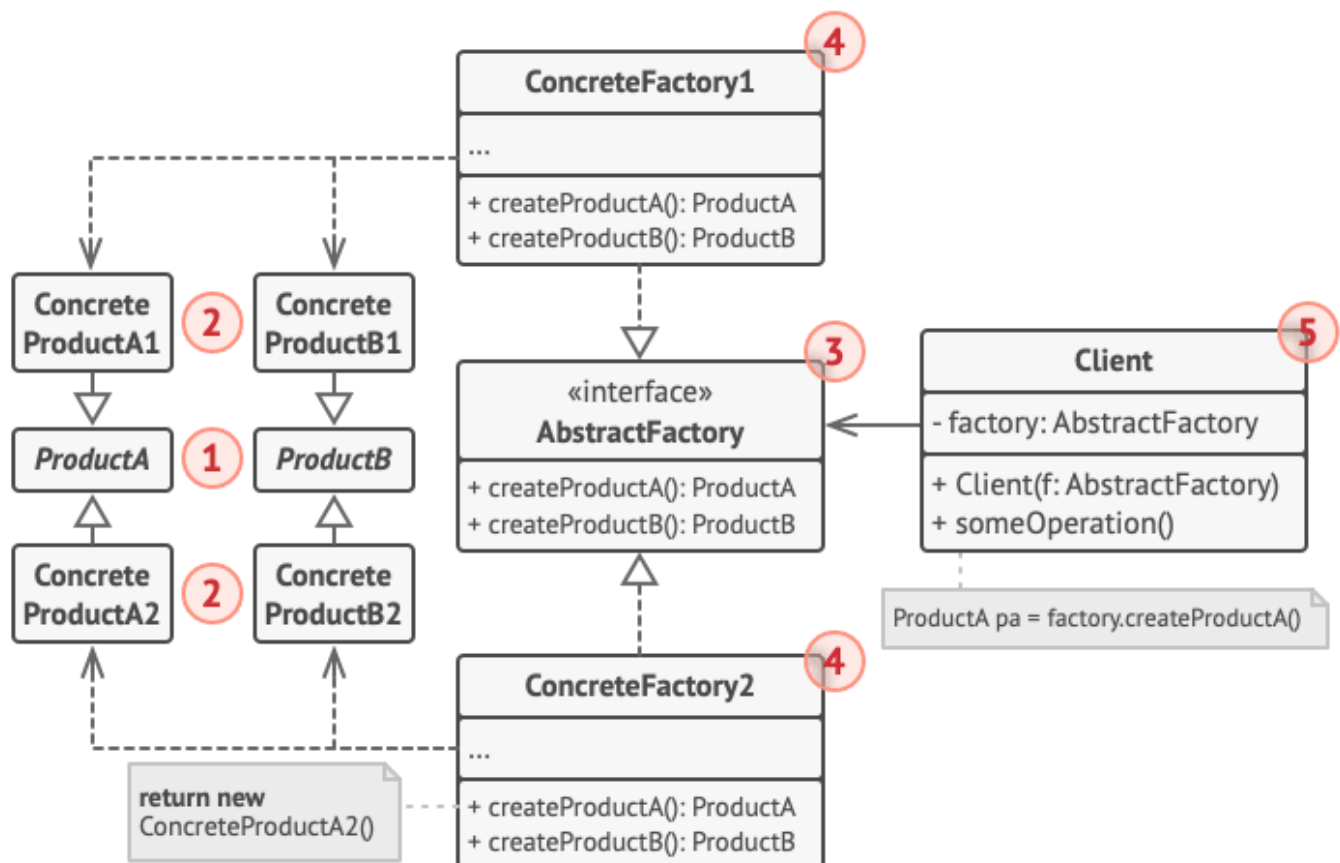 4
ConcreteFactory1
...
+ createProductA(): ProductA
+ createProductB(): ProductB
Concrete
ProductA1
2
Concrete
ProductB1
3
«interface»
AbstractFactory
+ createProductA(): ProductA
+ createProductB(): ProductB
5
Client
- factory: AbstractFactory
+ Client(f: AbstractFactory)
+ someOperation()
ProductA
1
ProductB
Concrete
ProductA2
2
Concrete
ProductB2
ProductA pa = factory.createProductA()
4
ConcreteFactory2
...
+ createProductA(): ProductA
+ createProductB(): ProductB
return new
ConcreteProductA2()